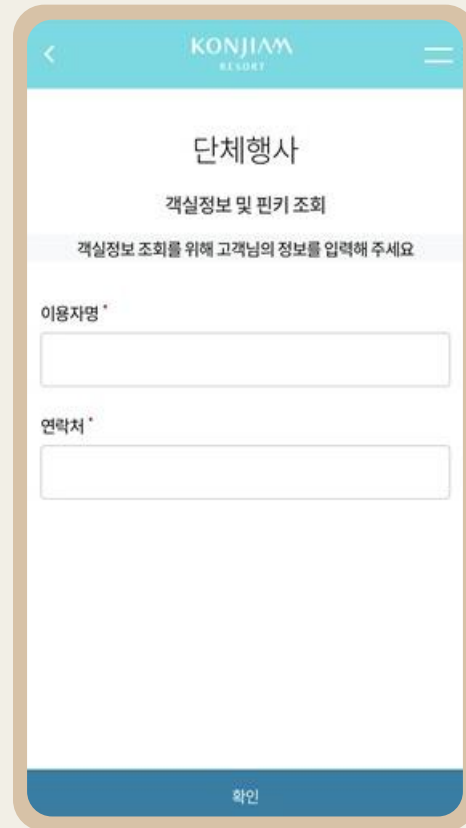 KONJIAM
RESORT
단체행사
객실정보 및 핀키 조회
객실정보 조회를 위해 고객님의 정보를 입력해 주세요
이용자명 *
연락처 *
확인